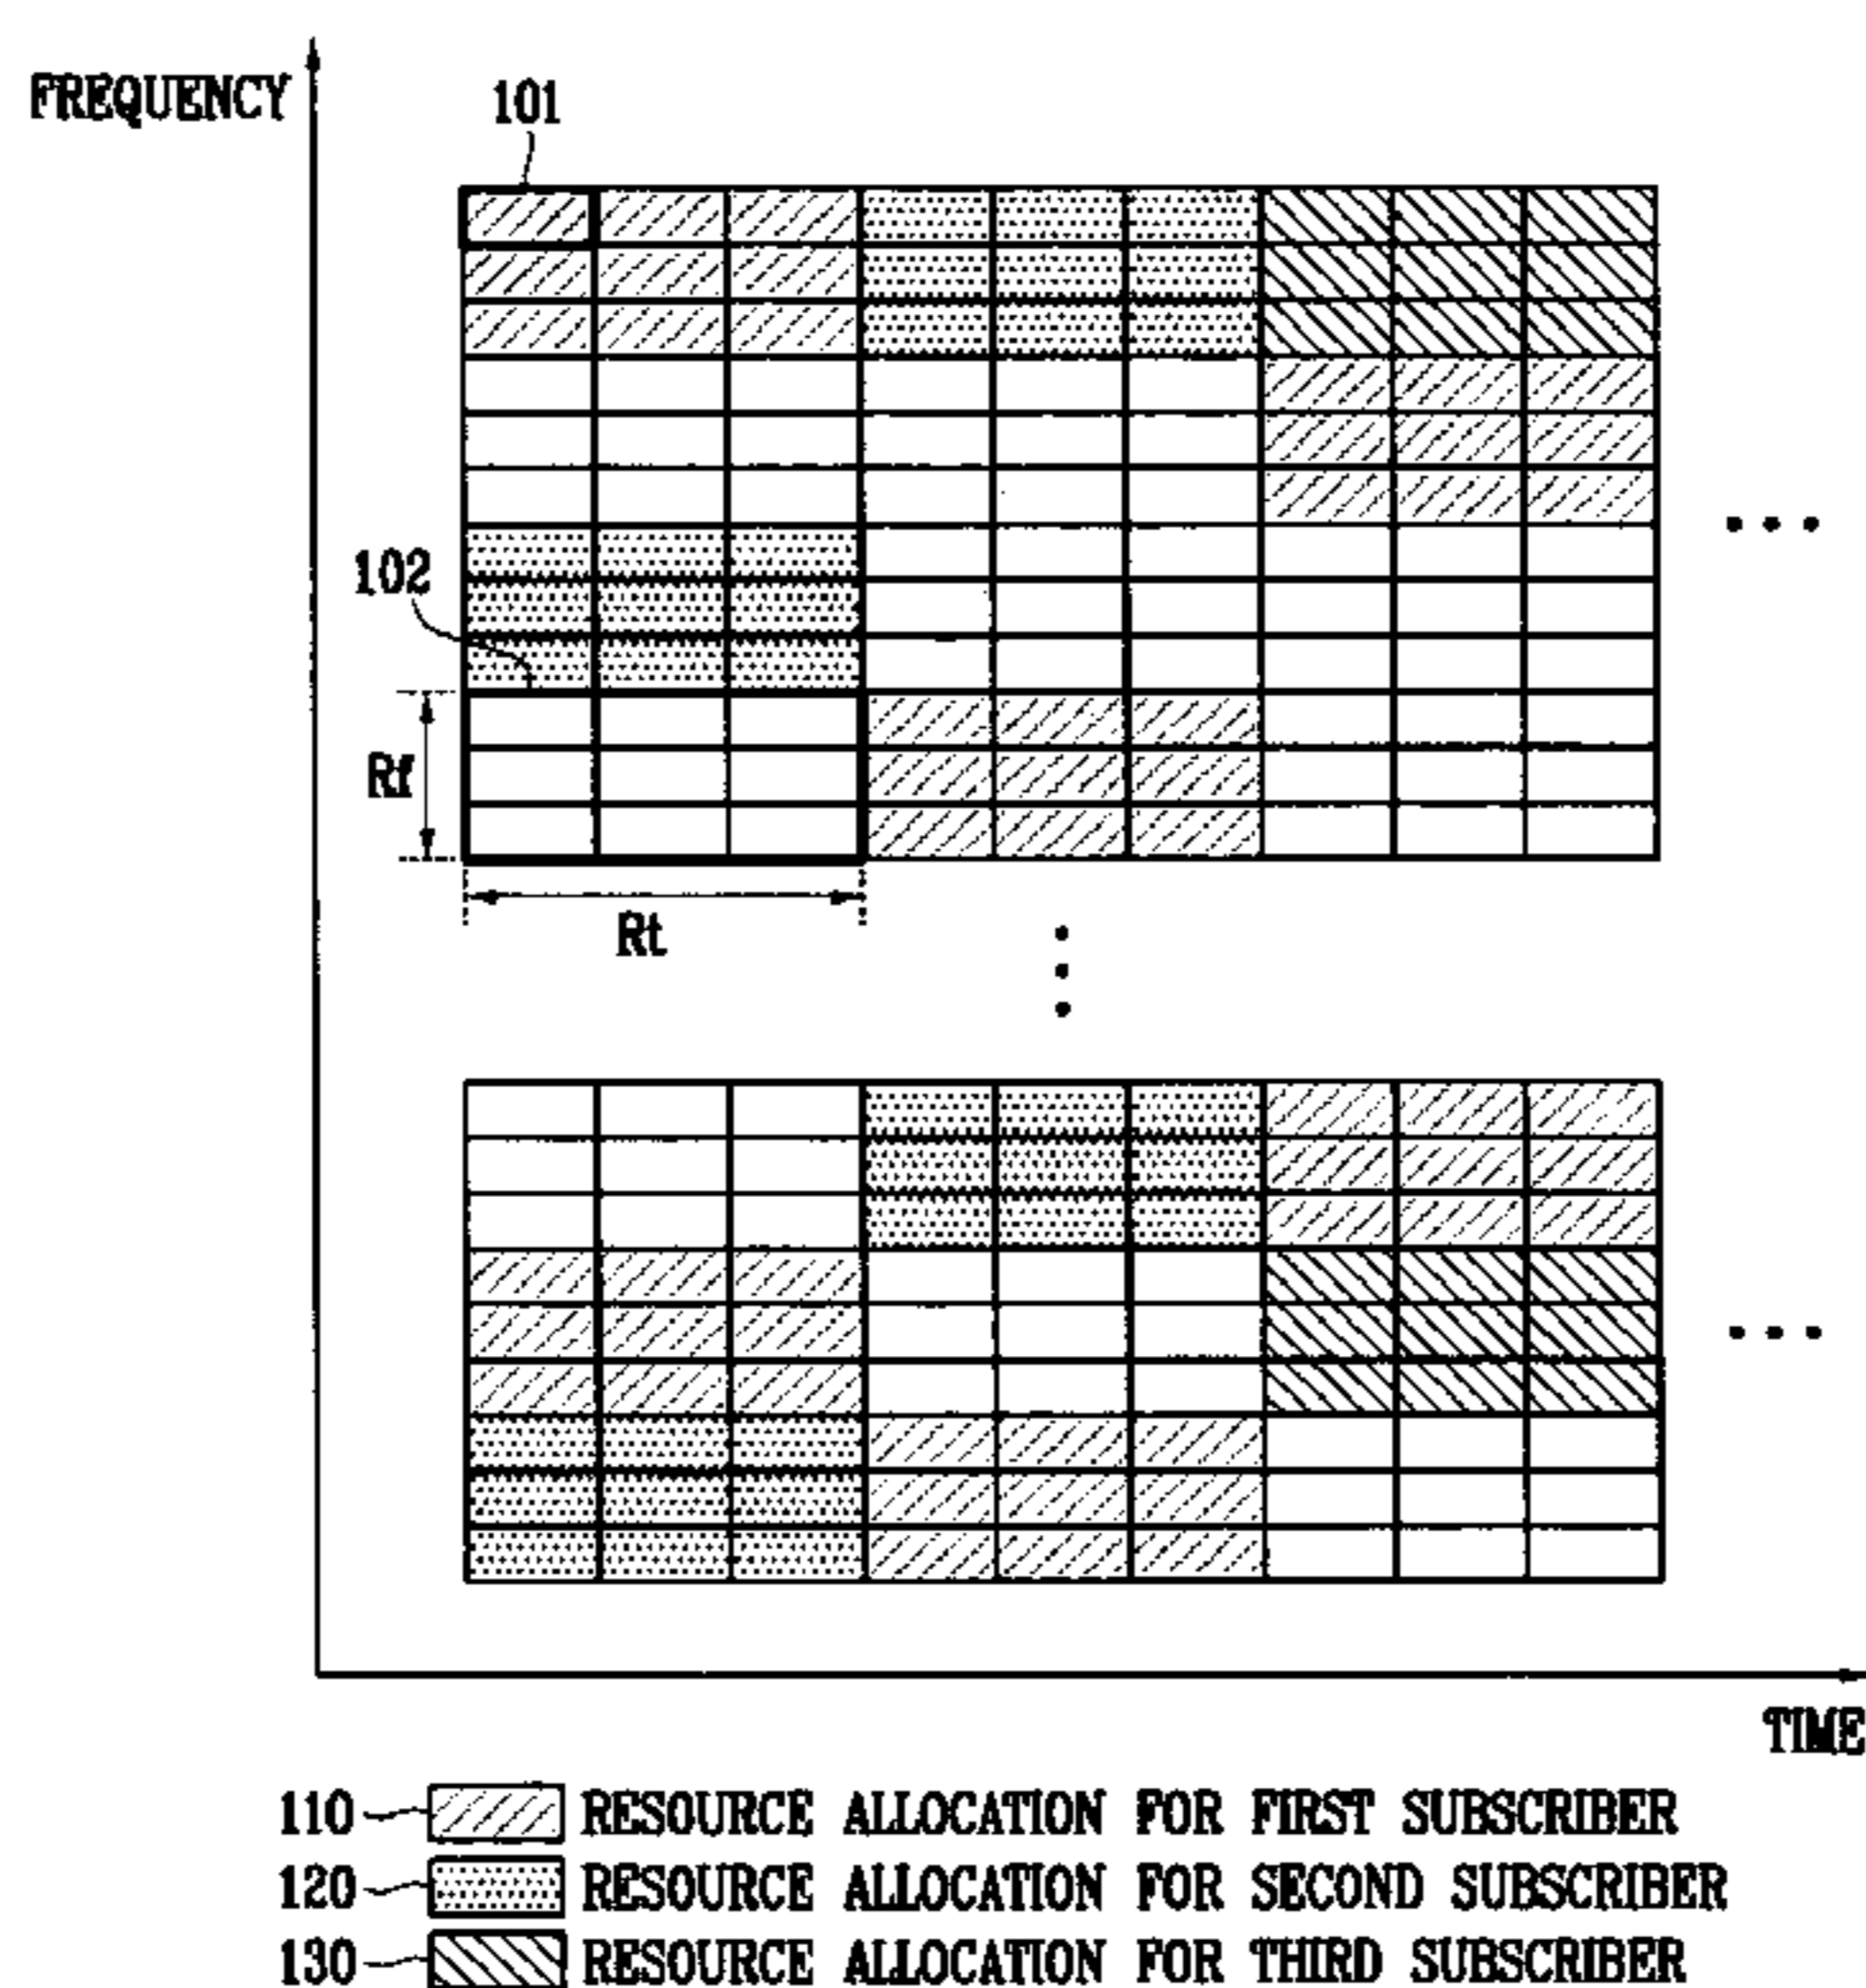 FREQUENCY
101
102
Rf
Rt
TIME
110 RESOURCE ALLOCATION FOR FIRST SUBSCRIBER
120 RESOURCE ALLOCATION FOR SECOND SUBSCRIBER
130 RESOURCE ALLOCATION FOR THIRD SUBSCRIBER